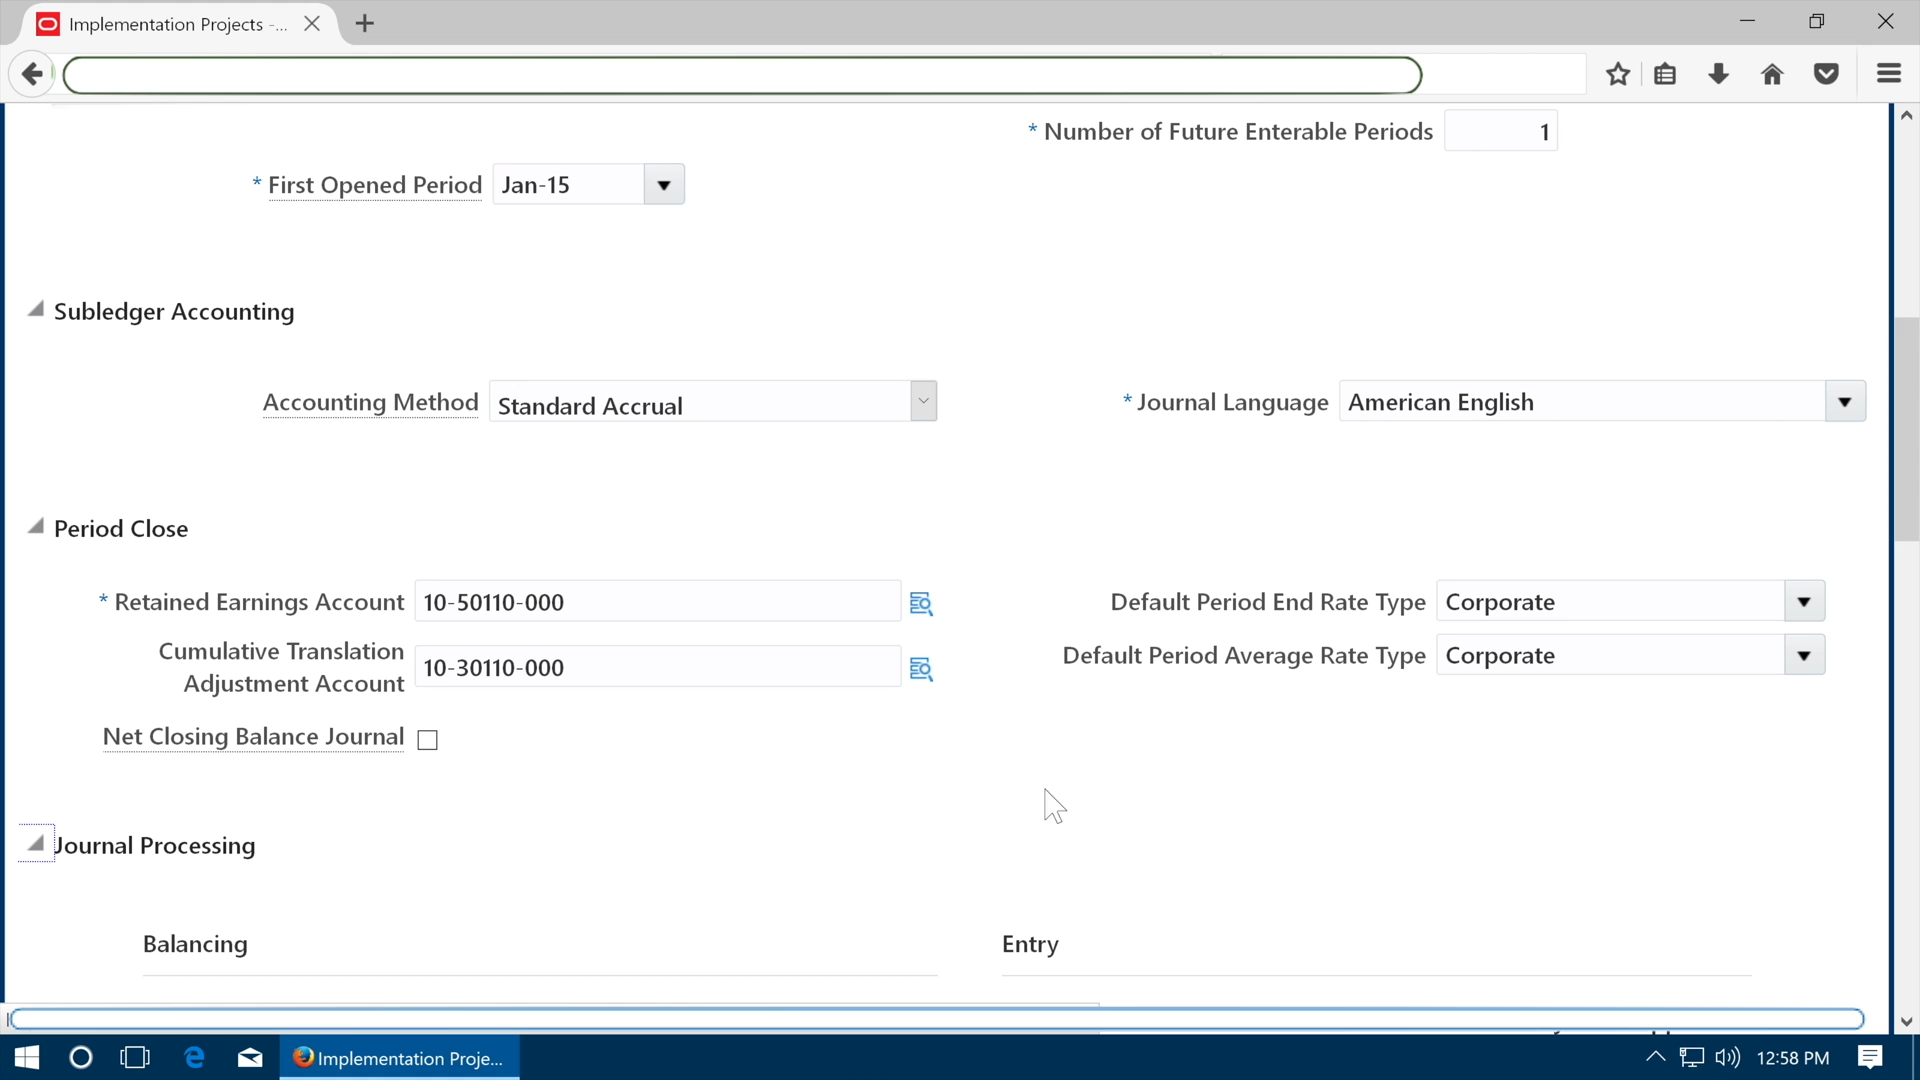 Implementation Projects -...
* Number of Future Enterable Periods 1
* First Opened Period Jan-15
Subledger Accounting
Accounting Method Standard Accrual * Journal Language American English
Period Close
* Retained Earnings Account 10-50110-000 Default Period End Rate Type Corporate
Cumulative Translation
Adjustment Account 10-30110-000 Default Period Average Rate Type Corporate
Net Closing Balance Journal
Journal Processing
Balancing Entry
Implementation Proje... 12:58 PM